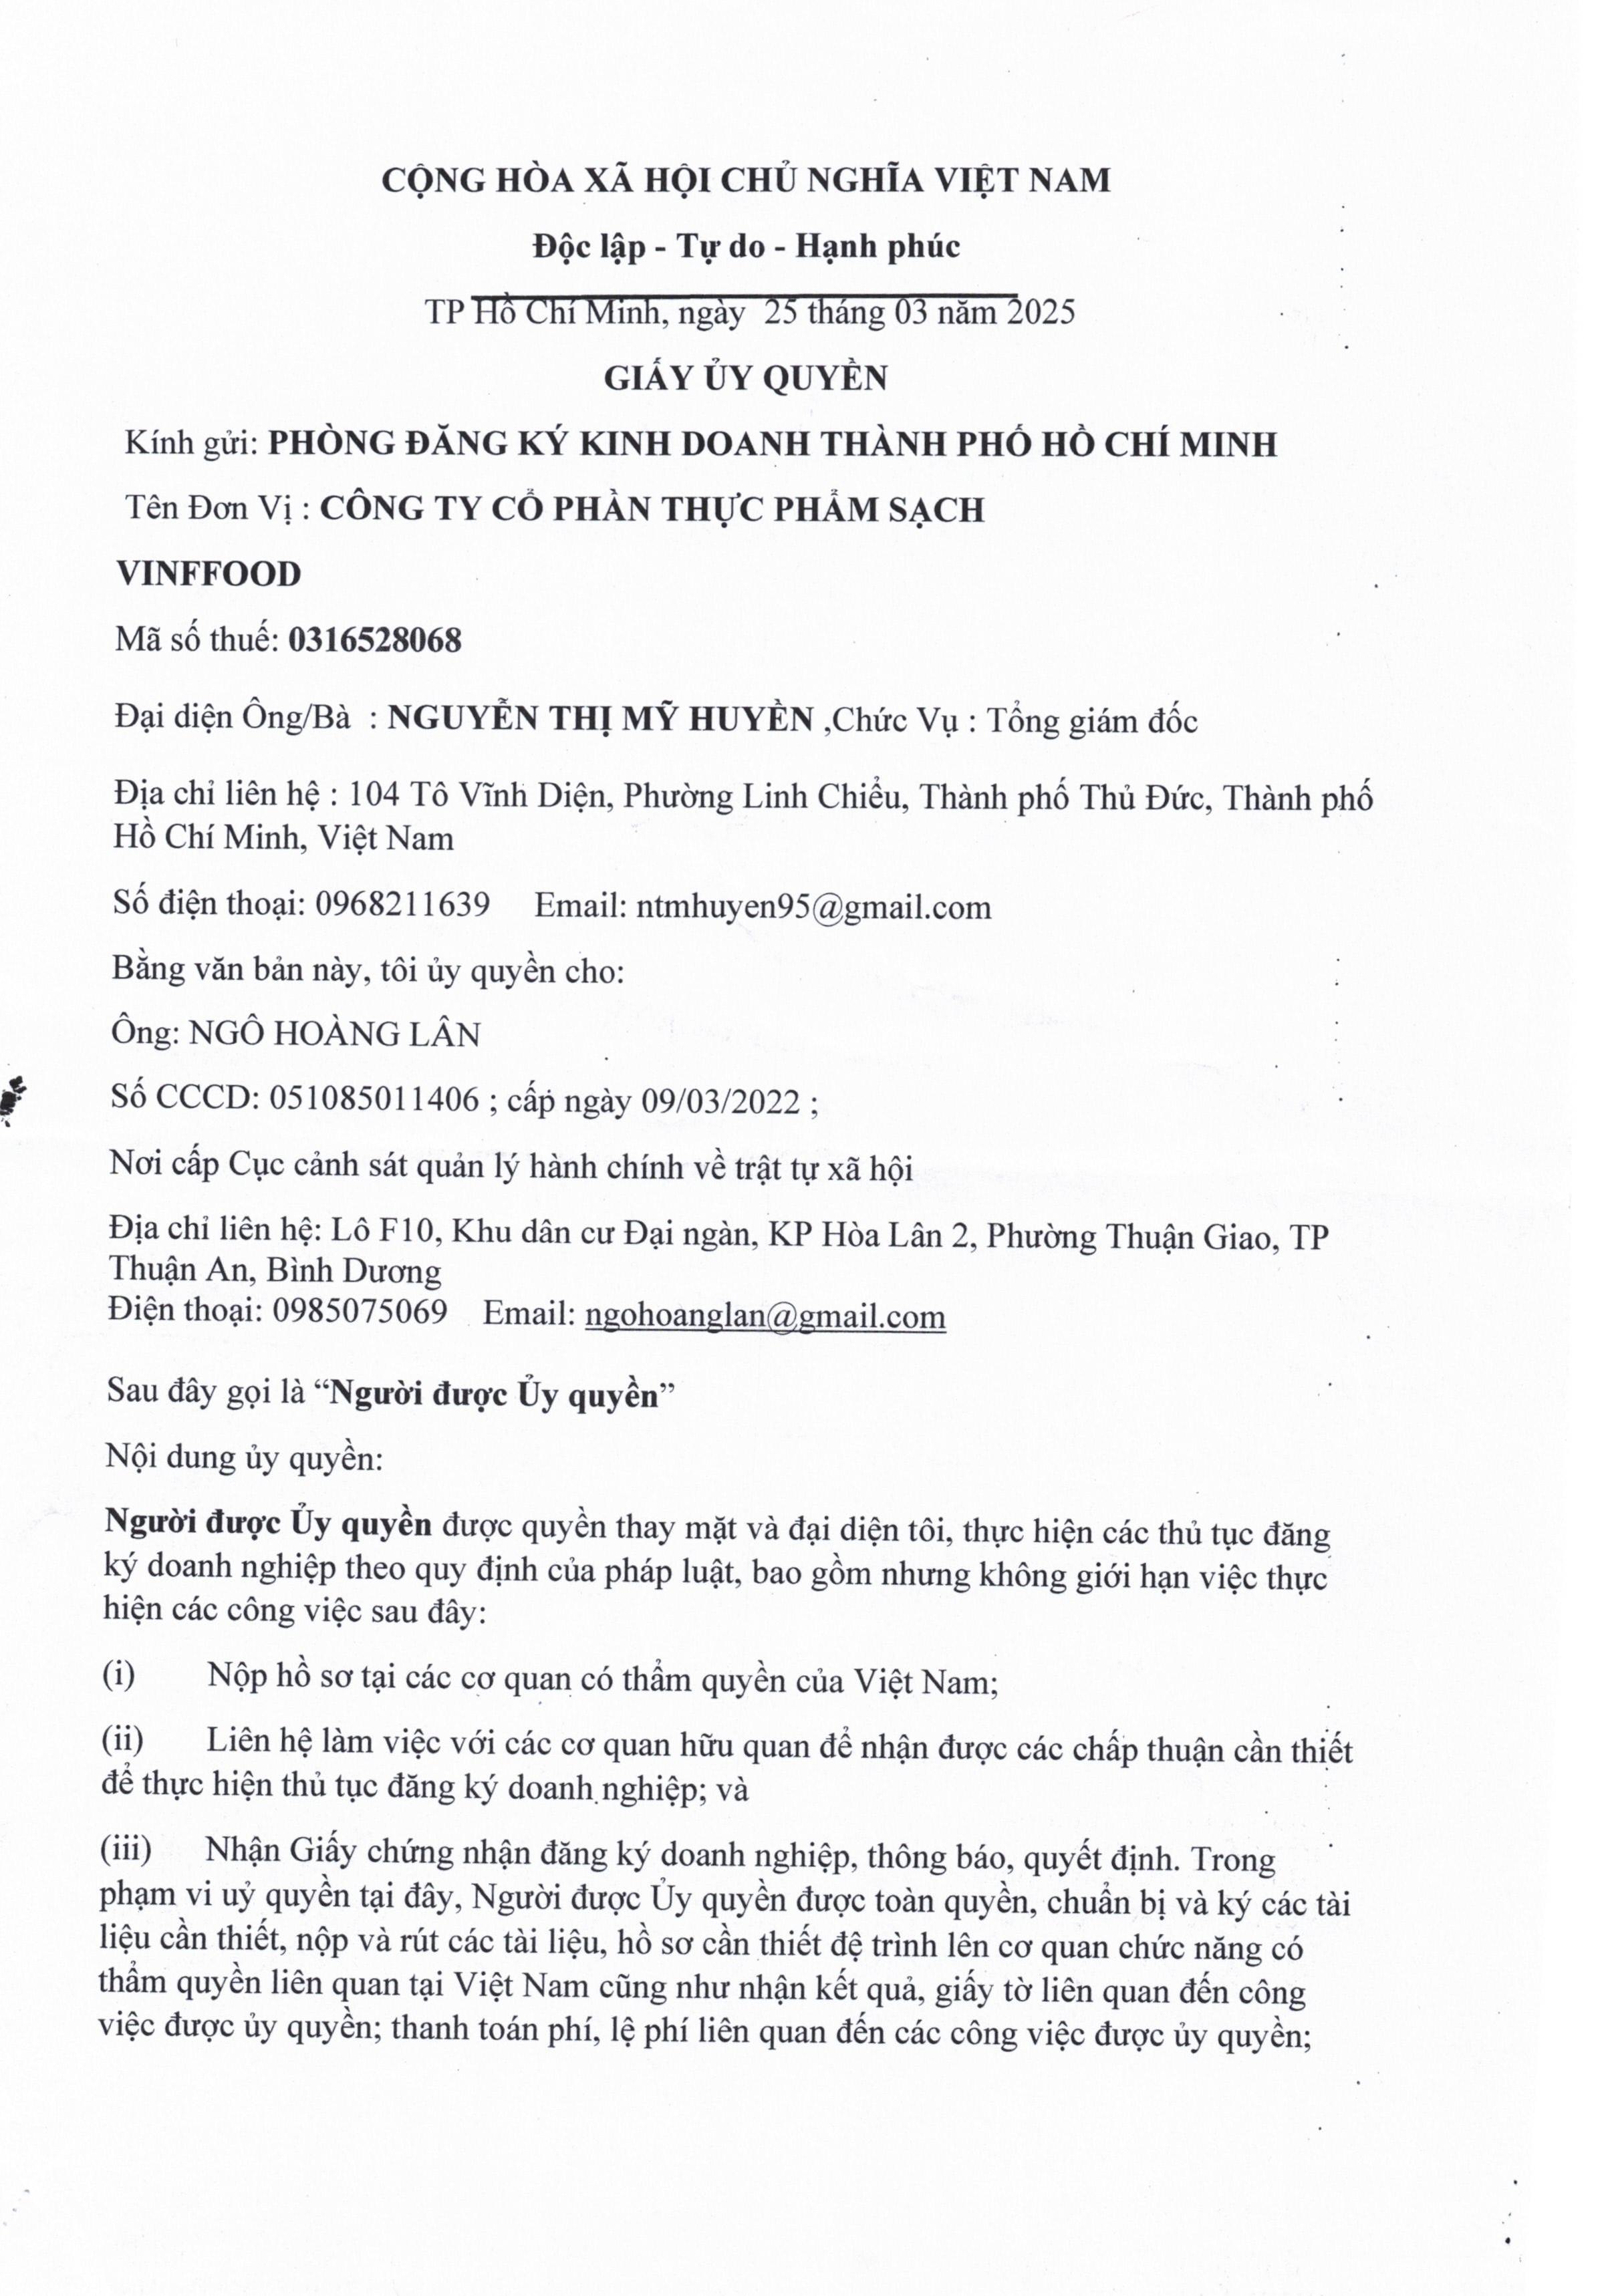 CỘNG HÒA XÃ HỘI CHỦ NGHĨA VIỆT NAM
Độc lập - Tự do - Hạnh phúc
TP Hồ Chí Minh, ngày 25 tháng 03 năm 2025
GIẤY ỦY QUYỀN
Kính gửi: PHÒNG ĐĂNG KÝ KINH DOANH THÀNH PHỐ HỒ CHÍ MINH
Tên Đơn Vị : CÔNG TY CỔ PHẦN THỰC PHẨM SẠCH
VINFFOOD
Mã số thuế: 0316528068
Đại diện Ông/Bà : NGUYỄN THỊ MỸ HUYỀN ,Chức Vụ : Tổng giám đốc
Địa chỉ liên hệ : 104 Tô Vĩnh Diện, Phường Linh Chiểu, Thành phố Thủ Đức, Thành phố
Hồ Chí Minh, Việt Nam
Số điện thoại: 0968211639 Email: ntmhuyen95@gmail.com
Bằng văn bản này, tôi ủy quyền cho:
Ông: NGÔ HOÀNG LÂN
Số CCCD: 051085011406 ; cấp ngày 09/03/2022 ;
Nơi cấp Cục cảnh sát quản lý hành chính về trật tự xã hội
Địa chỉ liên hệ: Lô F10, Khu dân cư Đại ngàn, KP Hòa Lân 2, Phường Thuận Giao, TP
Thuận An, Bình Dương
Điện thoại: 0985075069 Email: ngohoanglan@gmail.com
Sau đây gọi là “Người được Ủy quyền”
Nội dung ủy quyền:
Người được Ủy quyền được quyền thay mặt và đại diện tôi, thực hiện các thủ tục đăng
ký doanh nghiệp theo quy định của pháp luật, bao gồm nhưng không giới hạn việc thực
hiện các công việc sau đây:
(i) Nộp hồ sơ tại các cơ quan có thẩm quyền của Việt Nam;
(ii) Liên hệ làm việc với các cơ quan hữu quan để nhận được các chấp thuận cần thiết
để thực hiện thủ tục đăng ký doanh nghiệp; và
(iii) Nhận Giấy chứng nhận đăng ký doanh nghiệp, thông báo, quyết định. Trong
phạm vi uỷ quyền tại đây, Người được Ủy quyền được toàn quyền, chuẩn bị và ký các tài
liệu cần thiết, nộp và rút các tài liệu, hồ sơ cần thiết đệ trình lên cơ quan chức năng có
thẩm quyền liên quan tại Việt Nam cũng như nhận kết quả, giấy tờ liên quan đến công
việc được ủy quyền; thanh toán phí, lệ phí liên quan đến các công việc được ủy quyền;